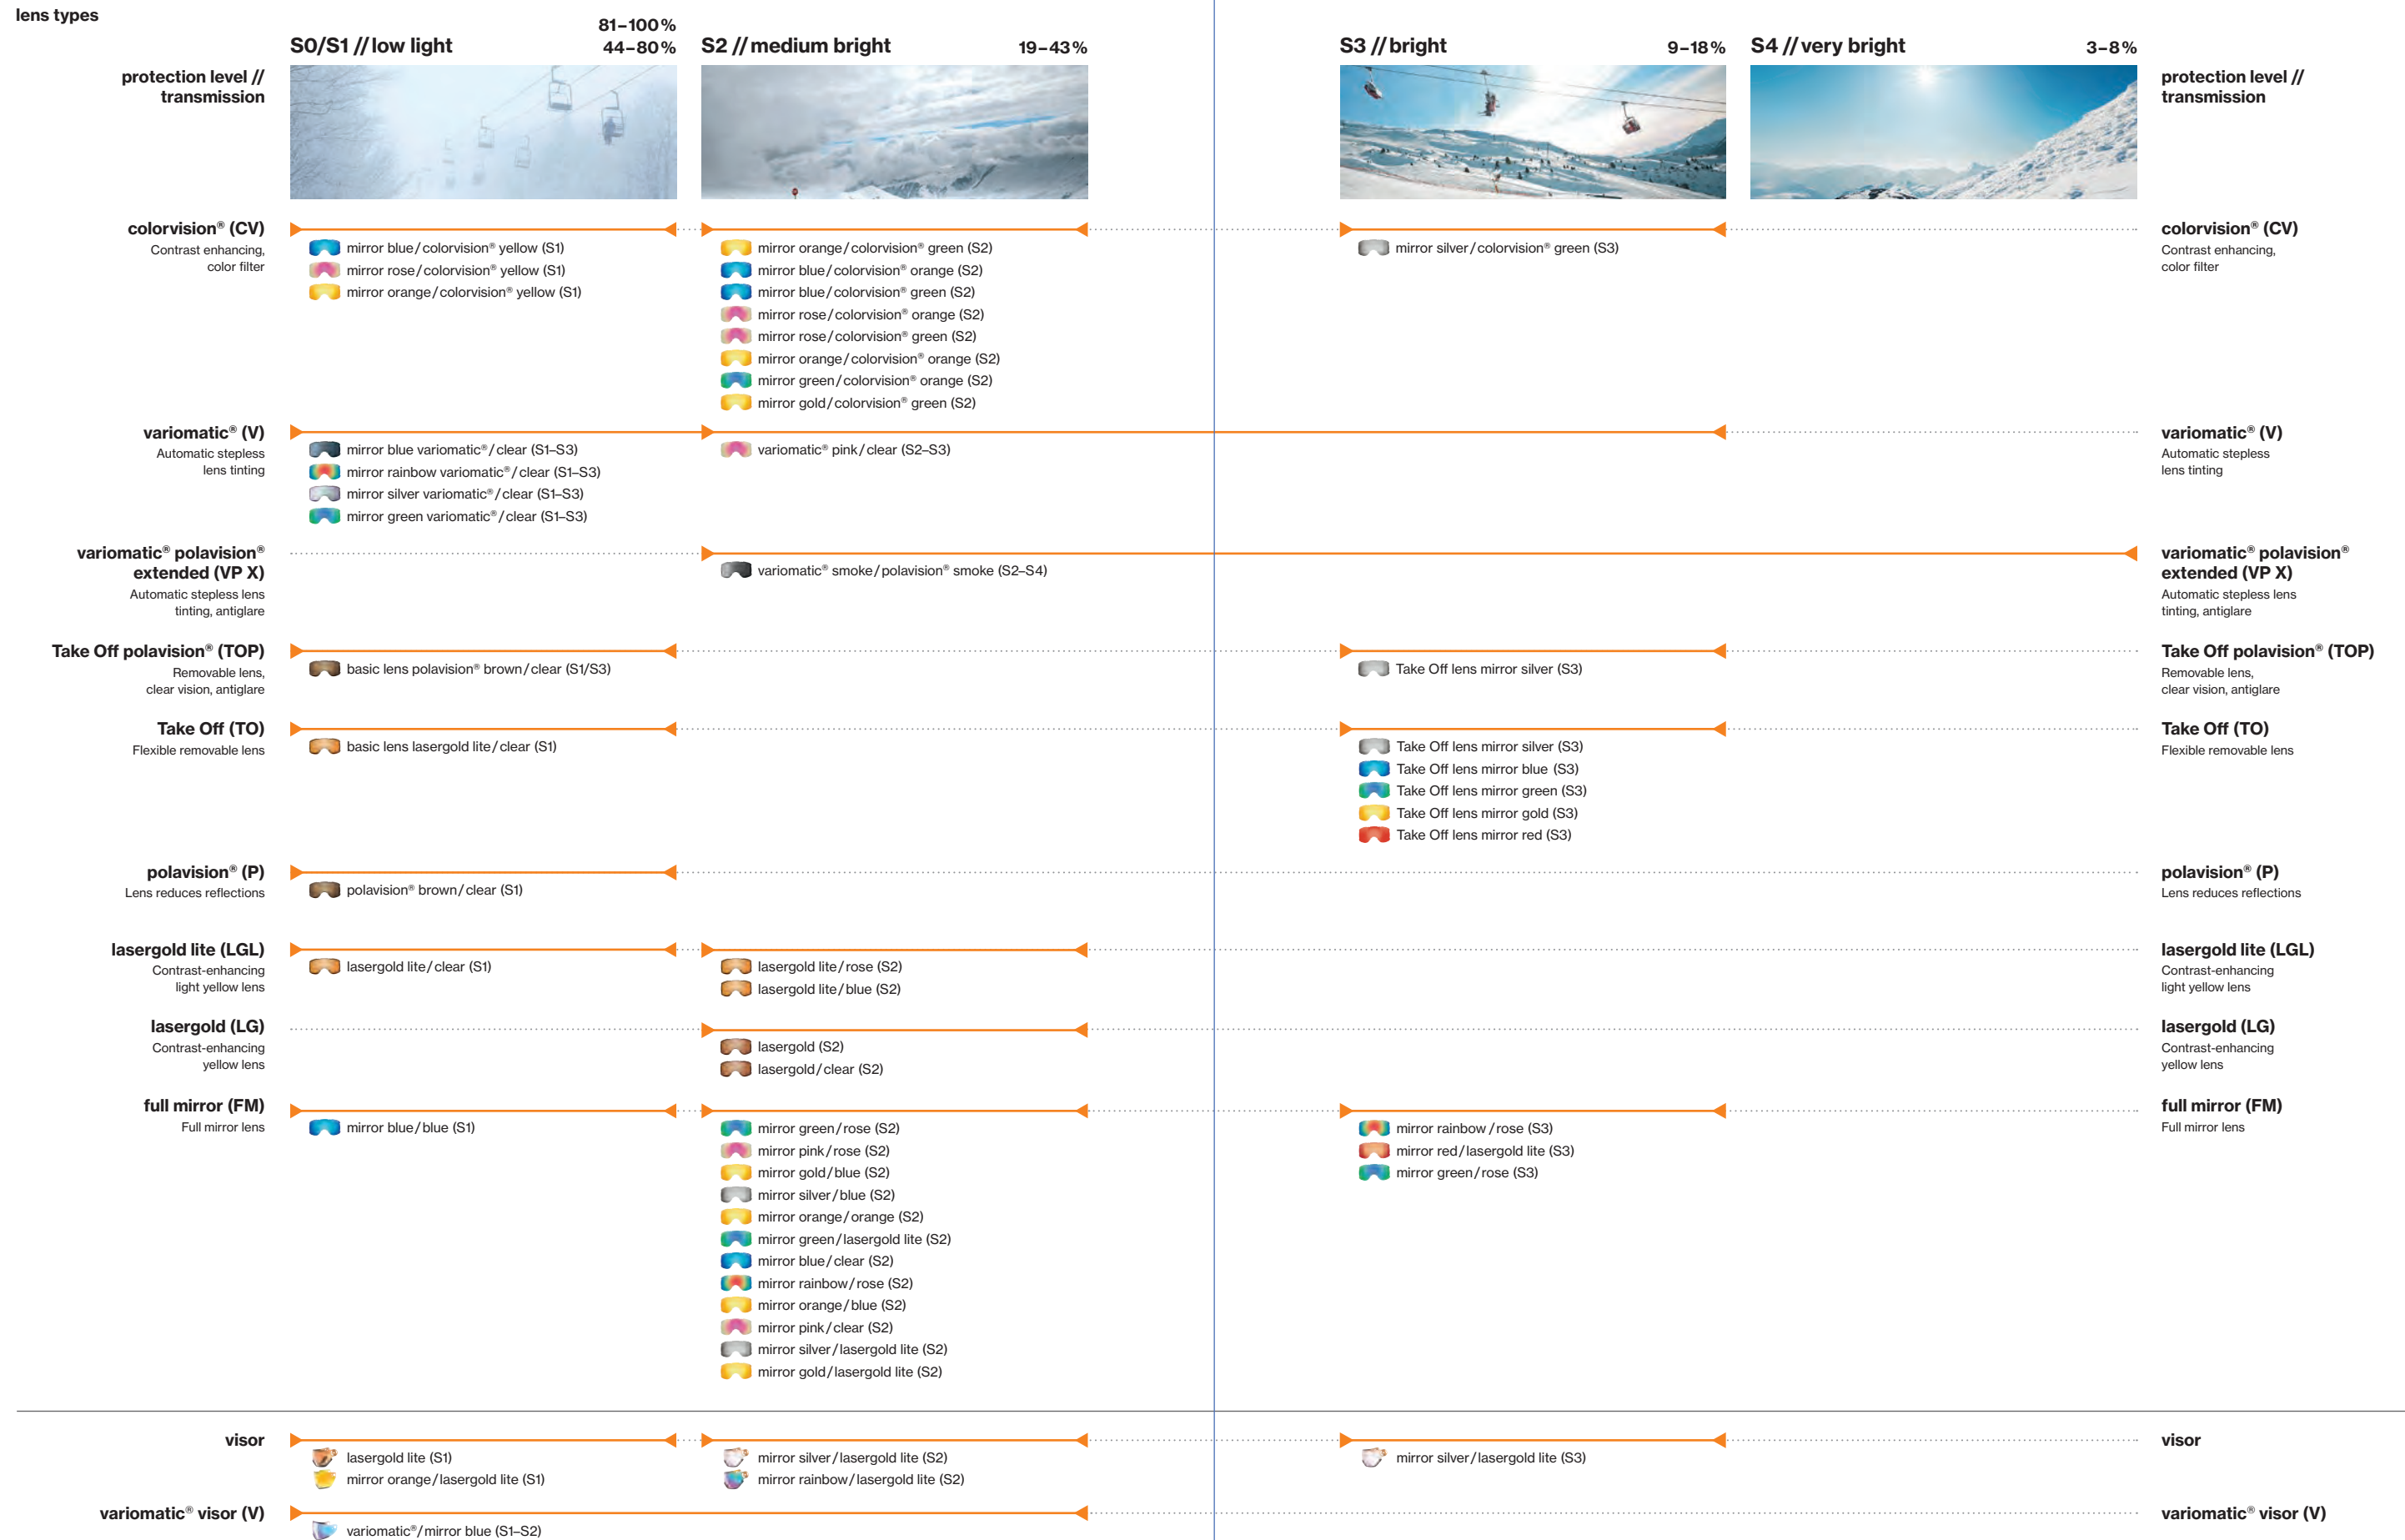 lens types
81–100 %
S0/S1 // low light
44–80 %
S2 // medium bright
19–43 %
S3 // bright
9–18 %
S4 // very bright
3–8 %
protection level //
transmission
protection level //
transmission
colorvision® (CV)
Contrast enhancing,
color filter
mirror blue/colorvision® yellow (S1)
mirror rose/colorvision® yellow (S1)
mirror orange/colorvision® yellow (S1)
mirror orange/colorvision® green (S2)
mirror blue/colorvision® orange (S2)
mirror blue/colorvision® green (S2)
mirror rose/colorvision® orange (S2)
mirror rose/colorvision® green (S2)
mirror orange/colorvision® orange (S2)
mirror green/colorvision® orange (S2)
mirror gold/colorvision® green (S2)
mirror silver/colorvision® green (S3)
colorvision® (CV)
Contrast enhancing,
color filter
variomatic® (V)
Automatic stepless
lens tinting
mirror blue variomatic®/clear (S1–S3)
mirror rainbow variomatic®/clear (S1–S3)
mirror silver variomatic®/clear (S1–S3)
mirror green variomatic®/clear (S1–S3)
variomatic® pink/clear (S2–S3)
variomatic® (V)
Automatic stepless
lens tinting
variomatic® polavision®
extended (VP X)
Automatic stepless lens
tinting, antiglare
variomatic® smoke/polavision® smoke (S2–S4)
variomatic® polavision®
extended (VP X)
Automatic stepless lens
tinting, antiglare
Take Off polavision® (TOP)
Removable lens,
clear vision, antiglare
basic lens polavision® brown/clear (S1/S3)
Take Off lens mirror silver (S3)
Take Off polavision® (TOP)
Removable lens,
clear vision, antiglare
Take Off (TO)
Flexible removable lens
basic lens lasergold lite/clear (S1)
Take Off lens mirror silver (S3)
Take Off lens mirror blue (S3)
Take Off lens mirror green (S3)
Take Off lens mirror gold (S3)
Take Off lens mirror red (S3)
Take Off (TO)
Flexible removable lens
polavision® (P)
Lens reduces reflections
polavision® brown/clear (S1)
polavision® (P)
Lens reduces reflections
lasergold lite (LGL)
Contrast-enhancing
light yellow lens
lasergold lite/clear (S1)
lasergold lite/rose (S2)
lasergold lite/blue (S2)
lasergold lite (LGL)
Contrast-enhancing
light yellow lens
lasergold (LG)
Contrast-enhancing
yellow lens
lasergold (S2)
lasergold/clear (S2)
lasergold (LG)
Contrast-enhancing
yellow lens
full mirror (FM)
Full mirror lens
mirror blue/blue (S1)
mirror green/rose (S2)
mirror pink/rose (S2)
mirror gold/blue (S2)
mirror silver/blue (S2)
mirror orange/orange (S2)
mirror green/lasergold lite (S2)
mirror blue/clear (S2)
mirror rainbow/rose (S2)
mirror orange/blue (S2)
mirror pink/clear (S2)
mirror silver/lasergold lite (S2)
mirror gold/lasergold lite (S2)
mirror rainbow/rose (S3)
mirror red/lasergold lite (S3)
mirror green/rose (S3)
full mirror (FM)
Full mirror lens
visor
lasergold lite (S1)
mirror orange/lasergold lite (S1)
mirror silver/lasergold lite (S2)
mirror rainbow/lasergold lite (S2)
mirror silver/lasergold lite (S3)
visor
variomatic® visor (V)
variomatic®/mirror blue (S1–S2)
variomatic® visor (V)